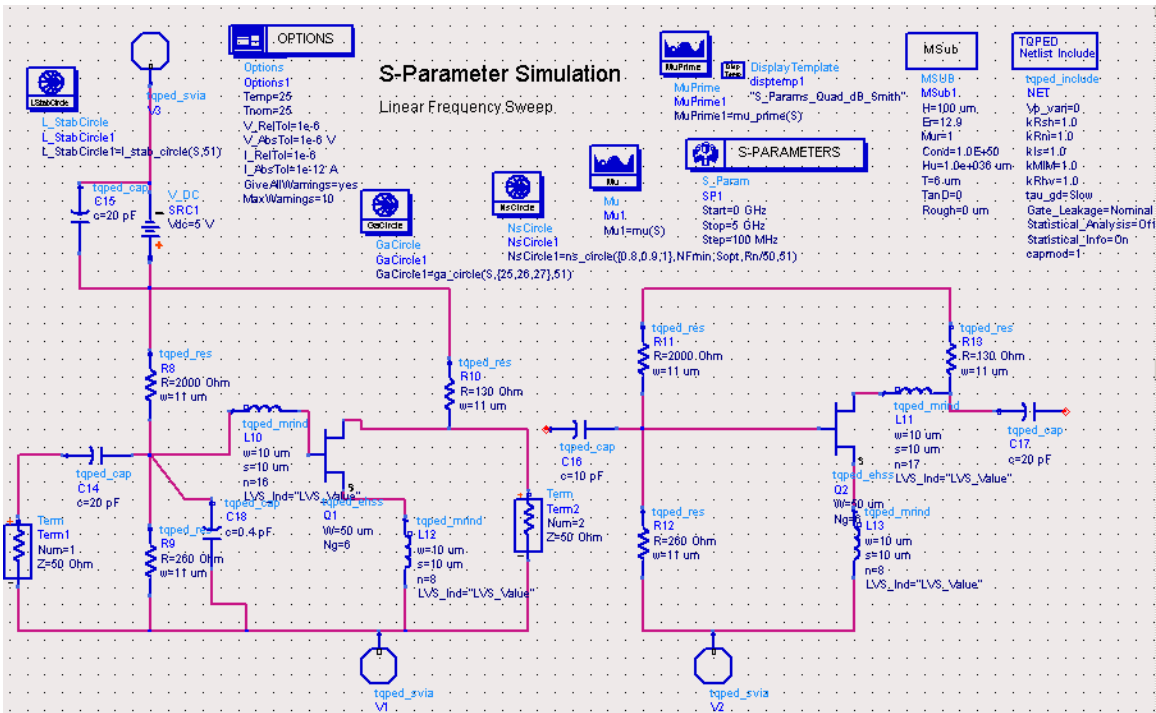 OPTIONS
Options
Options1
Temp=25
Tnom=25
V_RelTol=1e-6
V_AbsTol=1e-6 V
I_RelTol=1e-6
I_AbsTol=1e-12 A
GiveAllWarnings=yes
MaxWarnings=10
S-Parameter Simulation
Linear Frequency Sweep
tqped_svia
V3
LStabCircle
L_StabCircle
L_StabCircle1
L_StabCircle1=l_stab_circle(S,51)
MuPrime
MuPrime
MuPrime1
MuPrime1=mu_prime(S)
Disp Temp
DisplayTemplate
disptemp1
"S_Params_Quad_dB_Smith"
MSub
MSUB
MSub1
H=100 um
Er=12.9
Mur=1
Cond=1.0E+50
Hu=1.0e+036 um
T=6 um
TanD=0
Rough=0 um
TQPED
Netlist Include
tqped_include
NET
Vp_vari=0
kRsh=1.0
kRni=1.0
kIs=1.0
kMIM=1.0
kRhv=1.0
tau_gd=Slow
Gate_Leakage=Nominal
Statistical_Analysis=Off
Statistical_Info=On
capmod=1
S-PARAMETERS
S_Param
SP1
Start=0 GHz
Stop=5 GHz
Step=100 MHz
Mu
Mu
Mu1
Mu1=mu(S)
NsCircle
NsCircle
NsCircle1
NsCircle1=ns_circle({0.8,0.9,1},NFmin,Sopt,Rn/50,51)
GaCircle
GaCircle
GaCircle1
GaCircle1=ga_circle(S,{25,26,27},51)
tqped_cap
C15
c=20 pF
V_DC
SRC1
Vdc=5 V
tqped_res
R8
R=2000 Ohm
w=11 um
tqped_res
R10
R=130 Ohm
w=11 um
tqped_res
R11
R=2000 Ohm
w=11 um
tqped_res
R13
R=130 Ohm
w=11 um
tqped_mrind
L10
w=10 um
s=10 um
n=16
LVS_Ind="LVS_Value"
tqped_mrind
L11
w=10 um
s=10 um
n=17
LVS_Ind="LVS_Value"
tqped_cap
C14
c=20 pF
tqped_cap
C16
c=10 pF
tqped_cap
C17
c=20 pF
tqped_cap
C18
c=0.4 pF
tqped_ehss
Q1
W=50 um
Ng=6
tqped_ehss
Q2
W=50 um
Term
Term1
Num=1
Z=50 Ohm
tqped_res
R9
R=260 Ohm
w=11 um
tqped_mrind
L12
w=10 um
s=10 um
n=8
LVS_Ind="LVS_Value"
Term
Term2
Num=2
Z=50 Ohm
tqped_res
R12
R=260 Ohm
w=11 um
tqped_mrind
L13
w=10 um
s=10 um
n=8
LVS_Ind="LVS_Value"
tqped_svia
V1
tqped_svia
V2